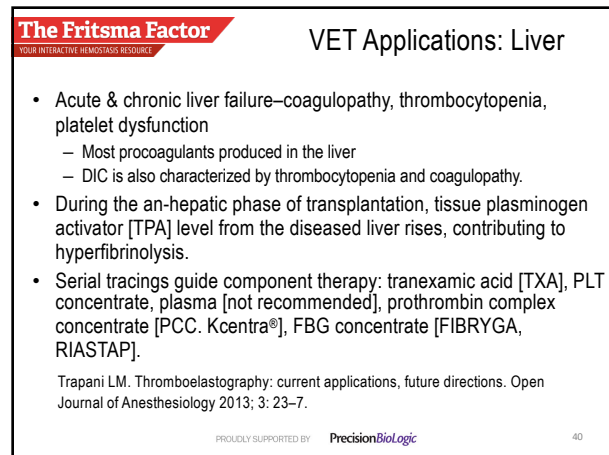 The Fritsma Factor
YOUR INTERACTIVE HEMOSTASIS RESOURCE
VET Applications: Liver
• Acute & chronic liver failure–coagulopathy, thrombocytopenia,
platelet dysfunction
– Most procoagulants produced in the liver
– DIC is also characterized by thrombocytopenia and coagulopathy.
• During the an-hepatic phase of transplantation, tissue plasminogen
activator [TPA] level from the diseased liver rises, contributing to
hyperfibrinolysis.
• Serial tracings guide component therapy: tranexamic acid [TXA], PLT
concentrate, plasma [not recommended], prothrombin complex
concentrate [PCC. Kcentra®], FBG concentrate [FIBRYGA,
RIASTAP].
Trapani LM. Thromboelastography: current applications, future directions. Open
Journal of Anesthesiology 2013; 3: 23–7.
PROUDLY SUPPORTED BY PrecisionBioLogic
40